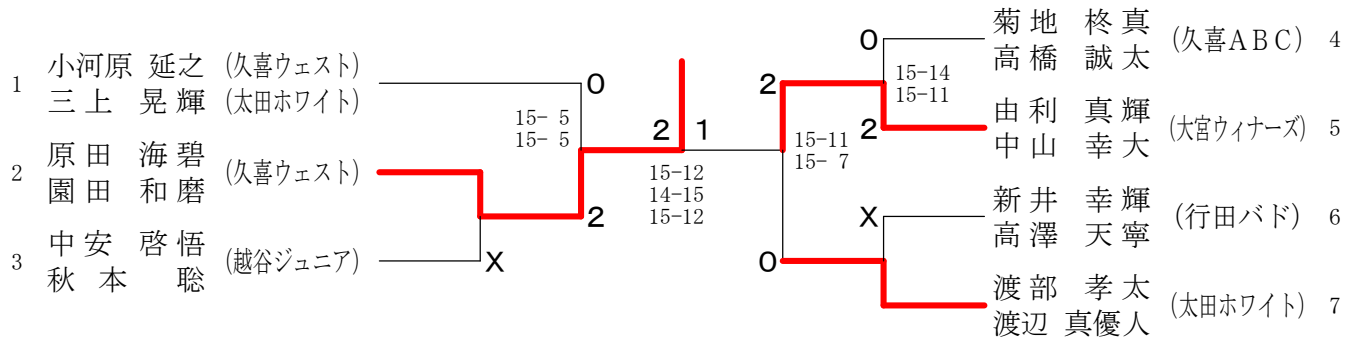 1 小河原 延之 (久喜ウェスト)
三上 晃輝 (太田ホワイト)
2 原田 海碧 (久喜ウェスト)
園田 和磨
3 中安 啓悟 (越谷ジュニア)
秋本 聡
0
15- 5
15- 5
2
X
2 1
15-12
14-15
15-12
0
15-14
15-11
2
2
15-11
15- 7
X
0
菊地 柊真 (久喜ABC) 4
高橋 誠太
由利 真輝 (大宮ウィナーズ) 5
中山 幸大
新井 幸輝 (行田バド) 6
高澤 天寧
渡部 孝太 (太田ホワイト) 7
渡辺 真優人